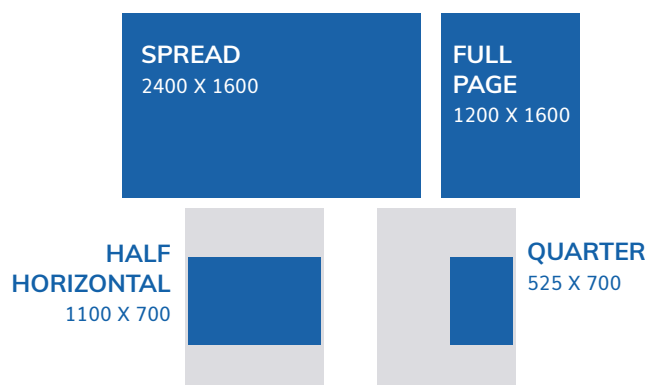 SPREAD
2400 X 1600
FULL
PAGE
1200 X 1600
HALF
HORIZONTAL
1100 X 700
QUARTER
525 X 700